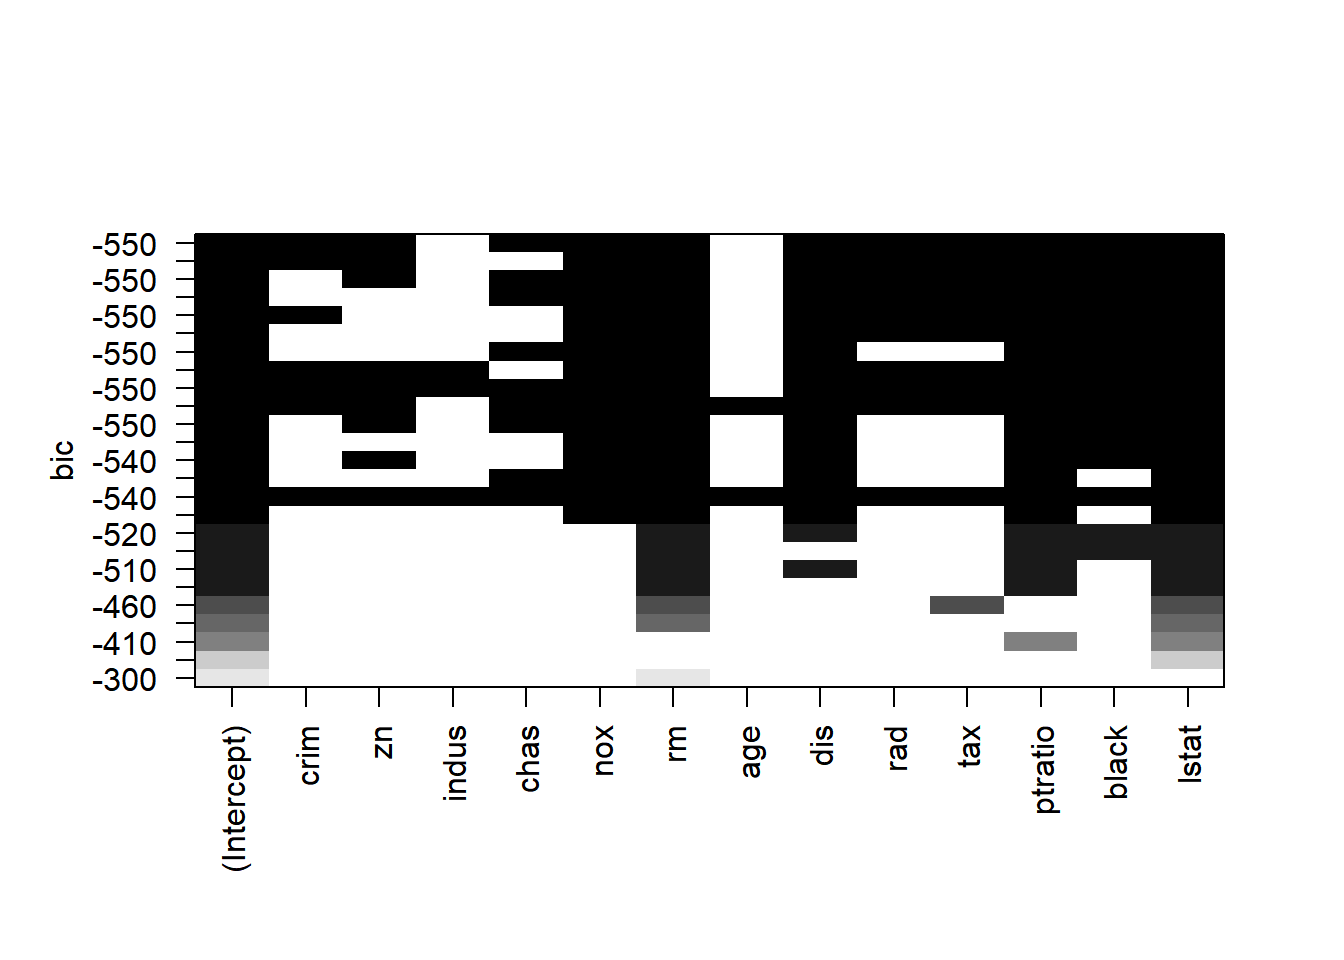 bic
-550
-550
-550
-550
-550
-550
-540
-540
-520
-510
-460
-410
-300
(Intercept)
crim
zn
indus
chas
nox
rm
age
dis
rad
tax
ptratio
black
lstat